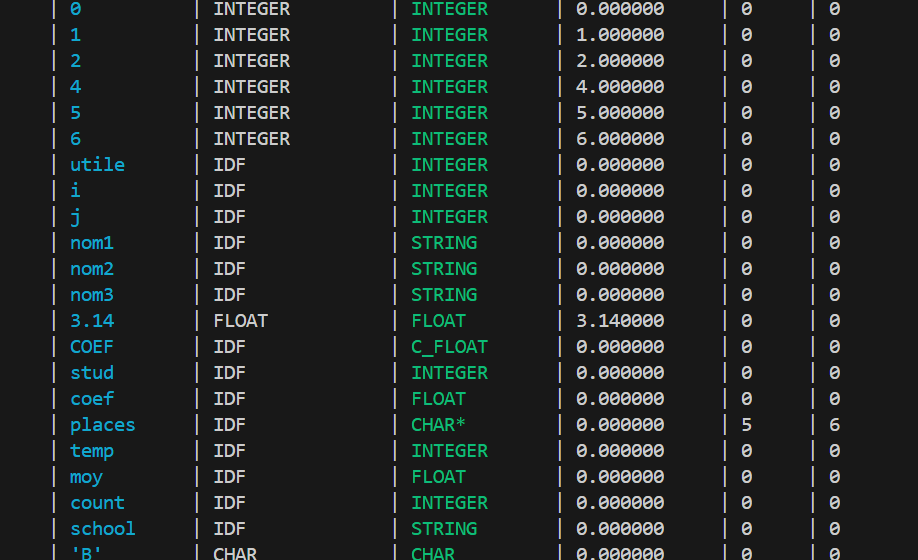 | 0 | INTEGER | INTEGER | 0.000000 | 0 | 0
| 1 | INTEGER | INTEGER | 1.000000 | 0 | 0
| 2 | INTEGER | INTEGER | 2.000000 | 0 | 0
| 4 | INTEGER | INTEGER | 4.000000 | 0 | 0
| 5 | INTEGER | INTEGER | 5.000000 | 0 | 0
| 6 | INTEGER | INTEGER | 6.000000 | 0 | 0
| utile | IDF | INTEGER | 0.000000 | 0 | 0
| i | IDF | INTEGER | 0.000000 | 0 | 0
| j | IDF | INTEGER | 0.000000 | 0 | 0
| nom1 | IDF | STRING | 0.000000 | 0 | 0
| nom2 | IDF | STRING | 0.000000 | 0 | 0
| nom3 | IDF | STRING | 0.000000 | 0 | 0
| 3.14 | FLOAT | FLOAT | 3.140000 | 0 | 0
| COEF | IDF | C_FLOAT | 0.000000 | 0 | 0
| stud | IDF | INTEGER | 0.000000 | 0 | 0
| coef | IDF | FLOAT | 0.000000 | 0 | 0
| places | IDF | CHAR* | 0.000000 | 5 | 6
| temp | IDF | INTEGER | 0.000000 | 0 | 0
| moy | IDF | FLOAT | 0.000000 | 0 | 0
| count | IDF | INTEGER | 0.000000 | 0 | 0
| school | IDF | STRING | 0.000000 | 0 | 0
| 'B' | CHAR | CHAR | 0.000000 | 0 | 0